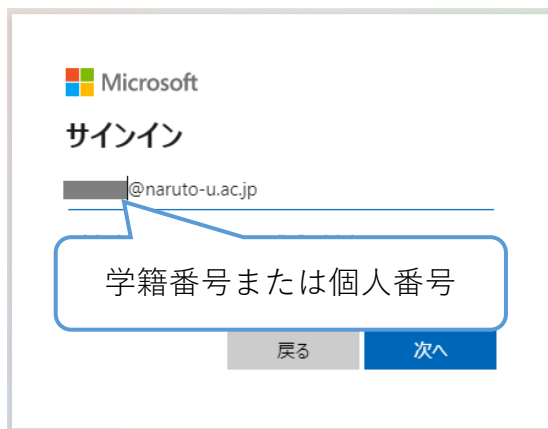 Microsoft
サインイン
@naruto-u.ac.jp
学籍番号または個人番号
戻る
次へ